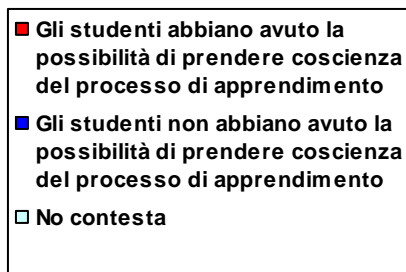 Gli studenti abbiano avuto la
possibilità di prendere coscienza
del processo di apprendimento
Gli studenti non abbiano avuto la
possibilità di prendere coscienza
del processo di apprendimento
No contesta